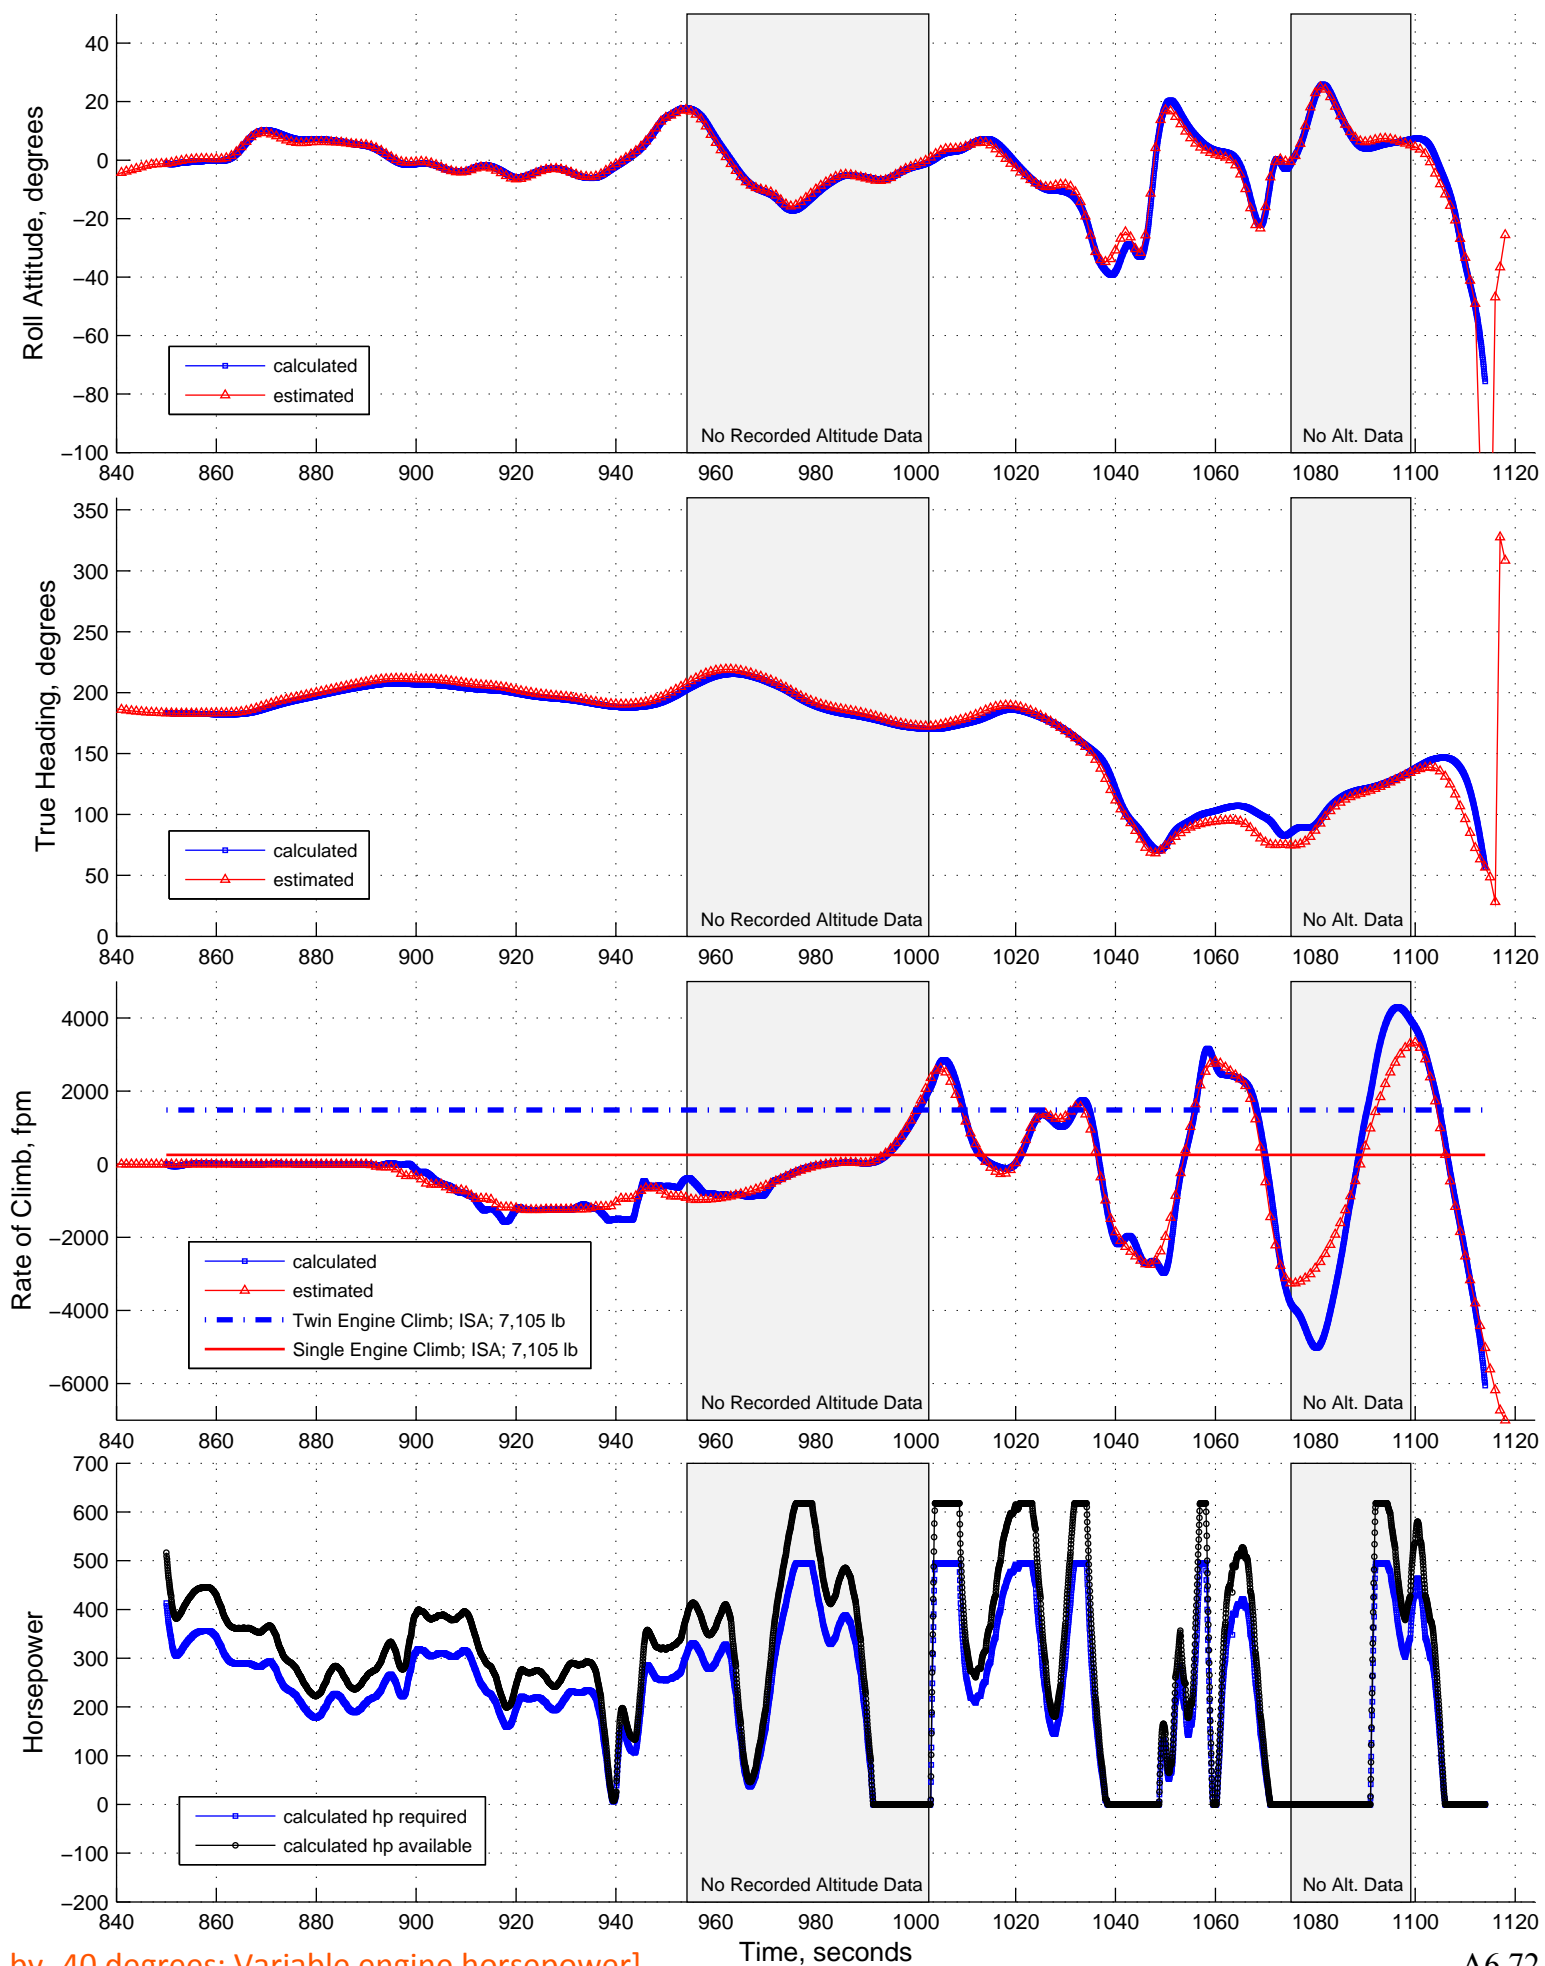 40
20
0
−20
−40
−60
−80
−100
Roll Attitude, degrees
calculated
estimated
No Recorded Altitude Data
No Alt. Data
840 860 880 900 920 940 960 980 1000 1020 1040 1060 1080 1100 1120
350
300
250
200
150
100
50
0
True Heading, degrees
calculated
estimated
No Recorded Altitude Data
No Alt. Data
840 860 880 900 920 940 960 980 1000 1020 1040 1060 1080 1100 1120
4000
2000
0
−2000
−4000
−6000
Rate of Climb, fpm
calculated
estimated
Twin Engine Climb; ISA; 7,105 lb
Single Engine Climb; ISA; 7,105 lb
No Recorded Altitude Data
No Alt. Data
840 860 880 900 920 940 960 980 1000 1020 1040 1060 1080 1100 1120
700
600
500
400
300
200
100
0
−100
−200
Horsepower
calculated hp required
calculated hp available
No Recorded Altitude Data
No Alt. Data
840 860 880 900 920 940 960 980 1000 1020 1040 1060 1080 1100 1120
Time, seconds
by -40 degrees; Variable engine horsepower]
A6 72